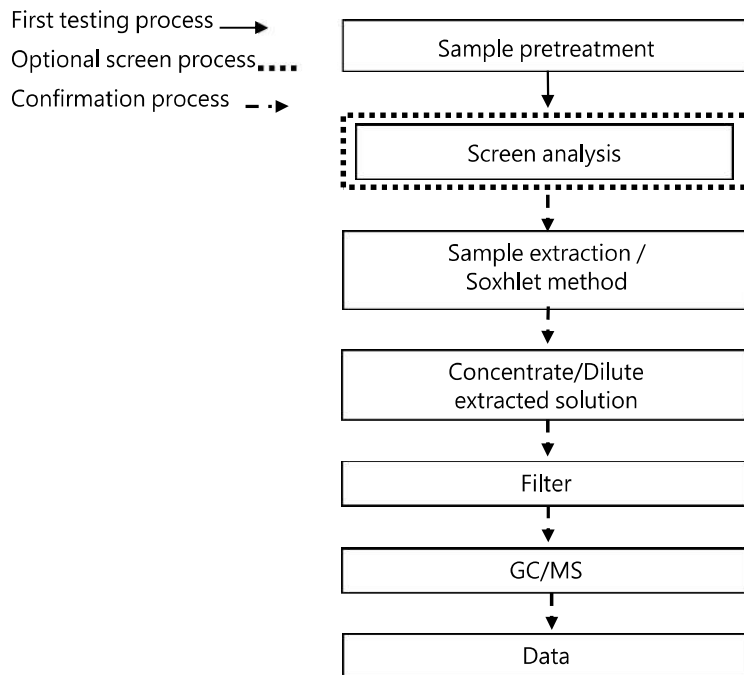 First testing process
Optional screen process
Confirmation process
Sample pretreatment
Screen analysis
Sample extraction /
Soxhlet method
Concentrate/Dilute
extracted solution
Filter
GC/MS
Data